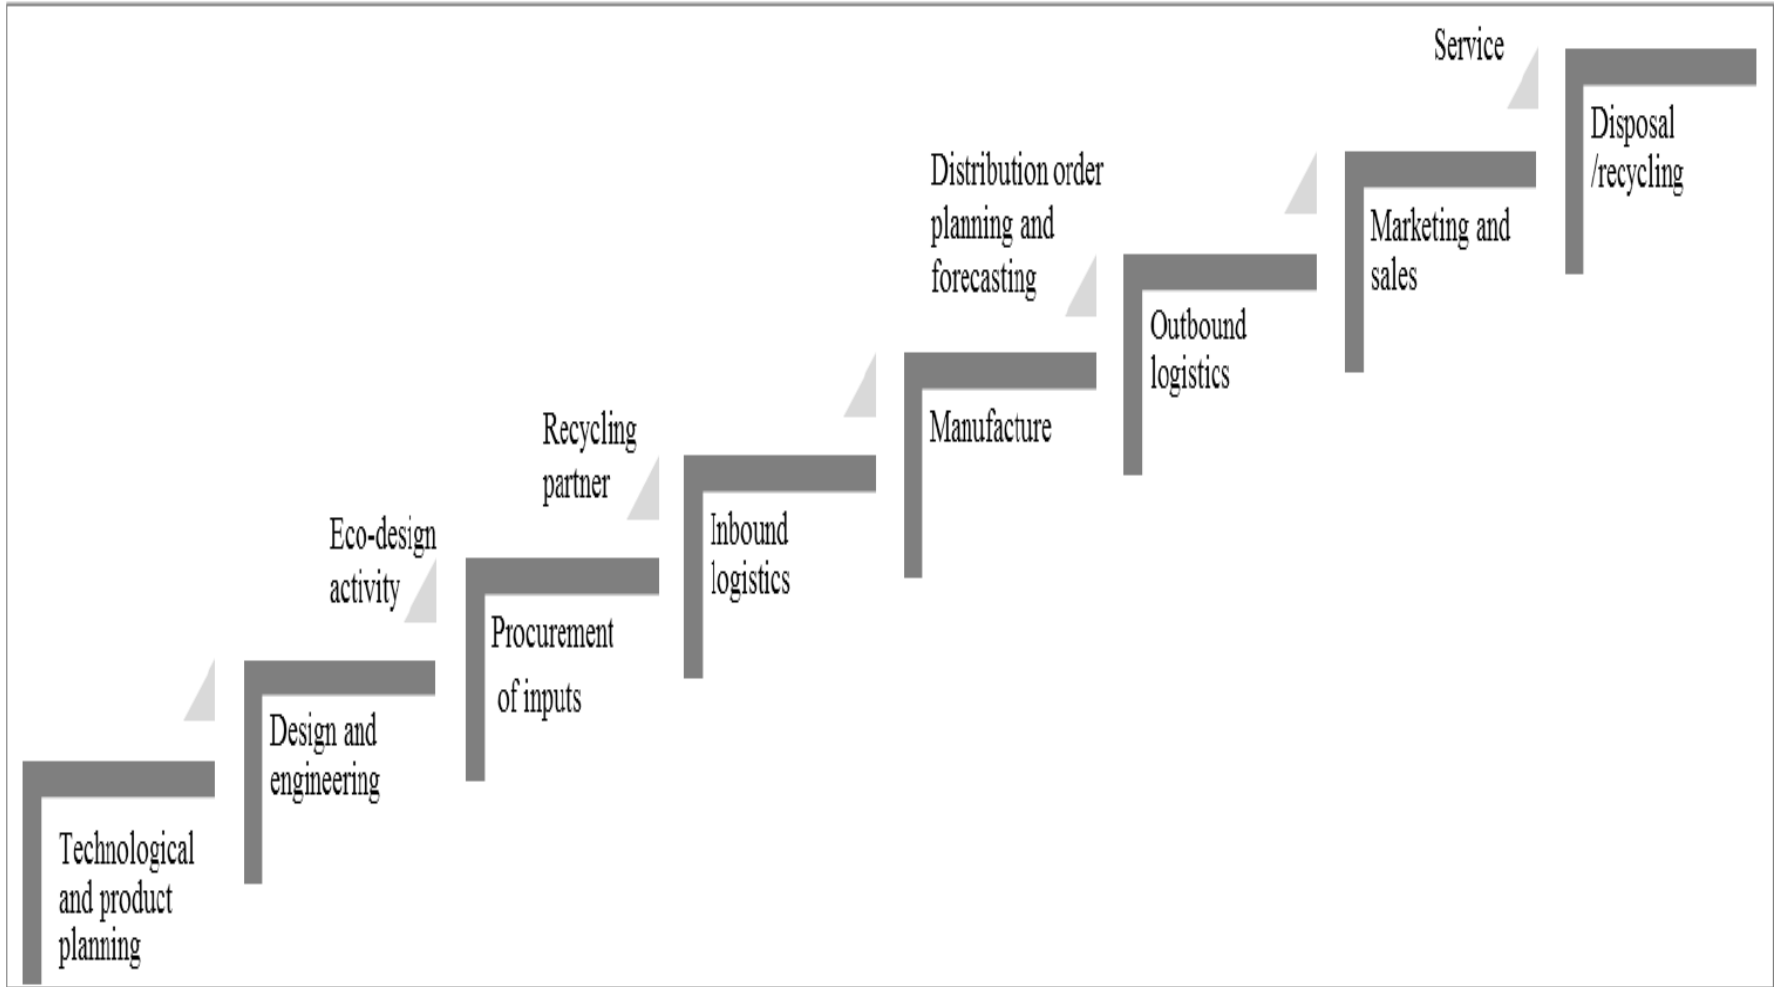 Technological
and product
planning
Design and
engineering
Eco-design
activity
Procurement
of inputs
Recycling
partner
Inbound
logistics
Manufacture
Distribution order
planning and
forecasting
Outbound
logistics
Marketing and
sales
Service
Disposal
/recycling